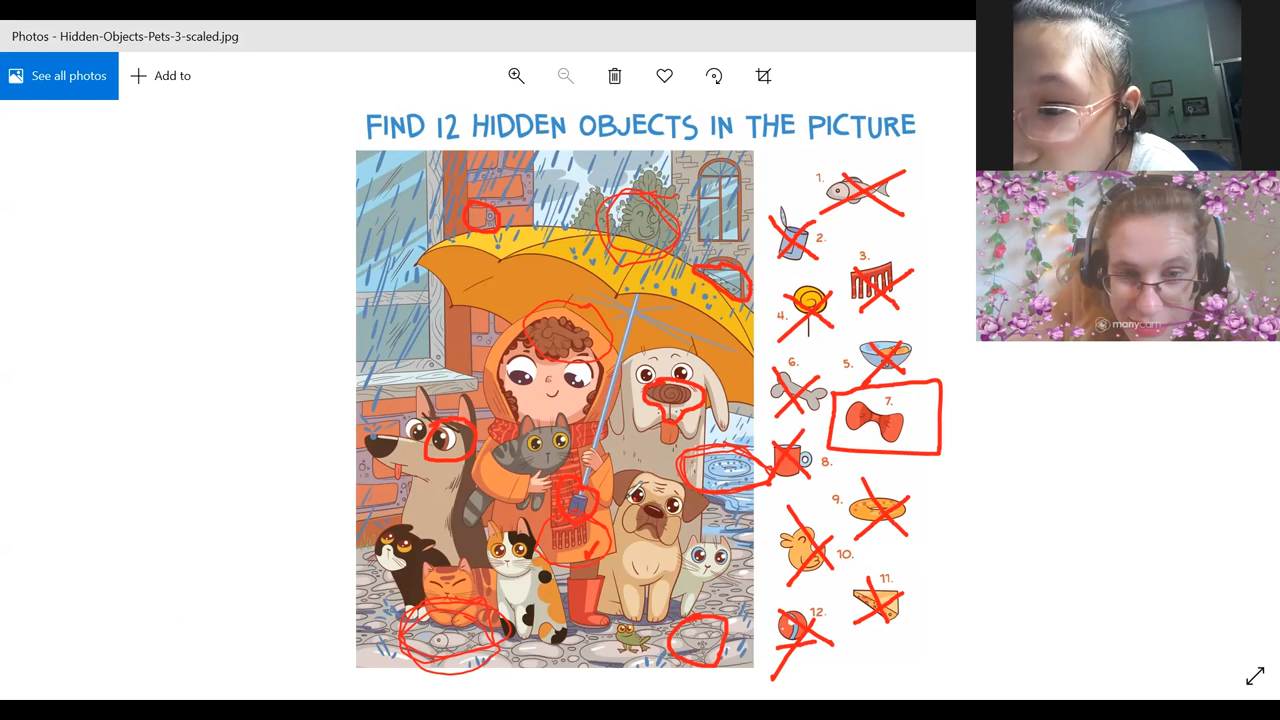 Photos - Hidden-Objects-Pets-3-scaled.jpg
See all photos
Add to
FIND 12 HIDDEN OBJECTS IN THE PICTURE
1.
2.
3.
4.
5.
6.
7.
8.
9.
10.
11.
12.
manycam